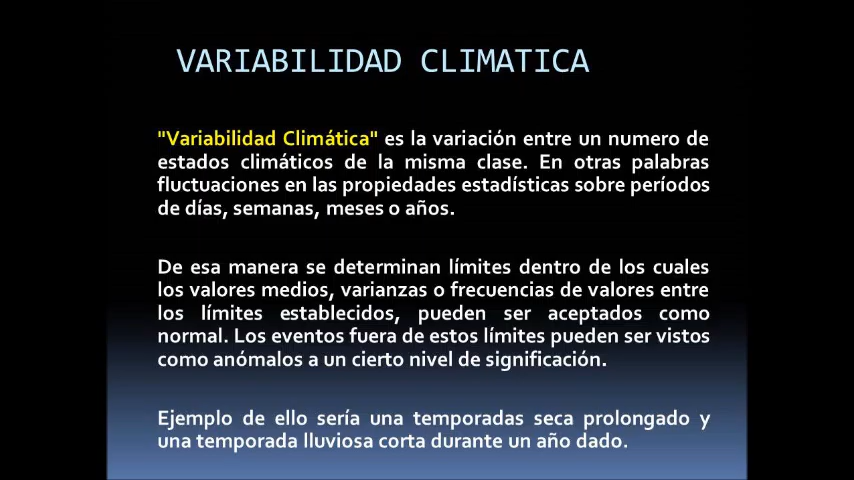 VARIABILIDAD CLIMATICA
"Variabilidad Climática" es la variación entre un numero de
estados climáticos de la misma clase. En otras palabras
fluctuaciones en las propiedades estadísticas sobre períodos
de días, semanas, meses o años.
De esa manera se determinan límites dentro de los cuales
los valores medios, varianzas o frecuencias de valores entre
los límites establecidos, pueden ser aceptados como
normal. Los eventos fuera de estos límites pueden ser vistos
como anómalos a un cierto nivel de significación.
Ejemplo de ello sería una temporadas seca prolongado y
una temporada lluviosa corta durante un año dado.